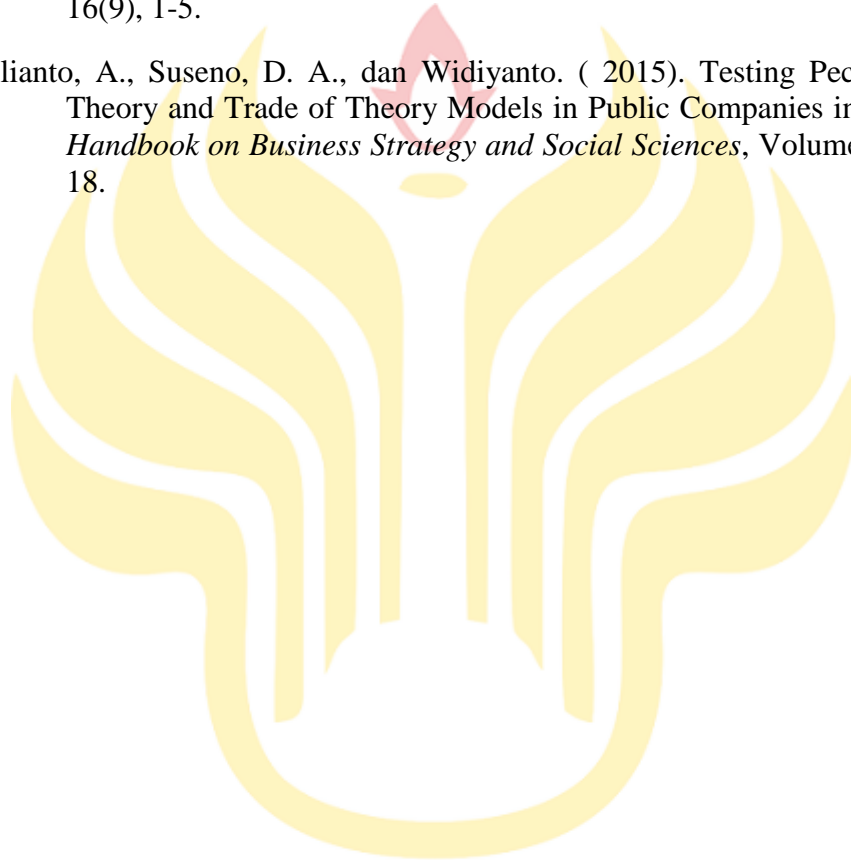 16(9), 1-5.
lianto, A., Suseno, D. A., dan Widiyanto. ( 2015). Testing Pec
Theory and Trade of Theory Models in Public Companies in
Handbook on Business Strategy and Social Sciences, Volume
18.